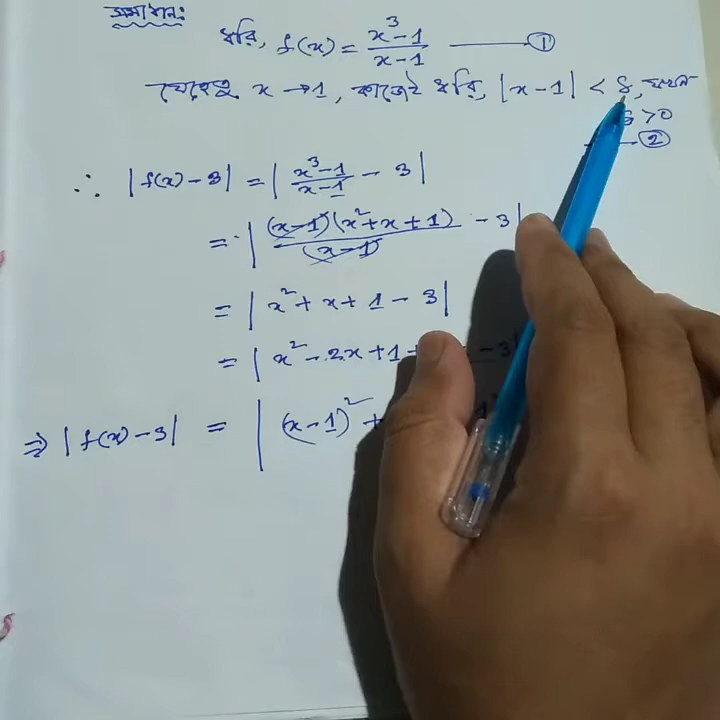 সমাধান:
ধরি, f(x) = x³-1 / x-1 ——— ①
যেহেতু x → 1, কাজেই ধরি, |x-1| < δ, যখন
δ > 0
—— ②
∴ |f(x)-3| = | x³-1 / x-1 - 3 |
= | (x-1)(x²+x+1) / (x-1) - 3 |
= | x²+x+1-3 |
= | x²-2x+1+ -3 |
⇒ |f(x)-3| = | (x-1)²+